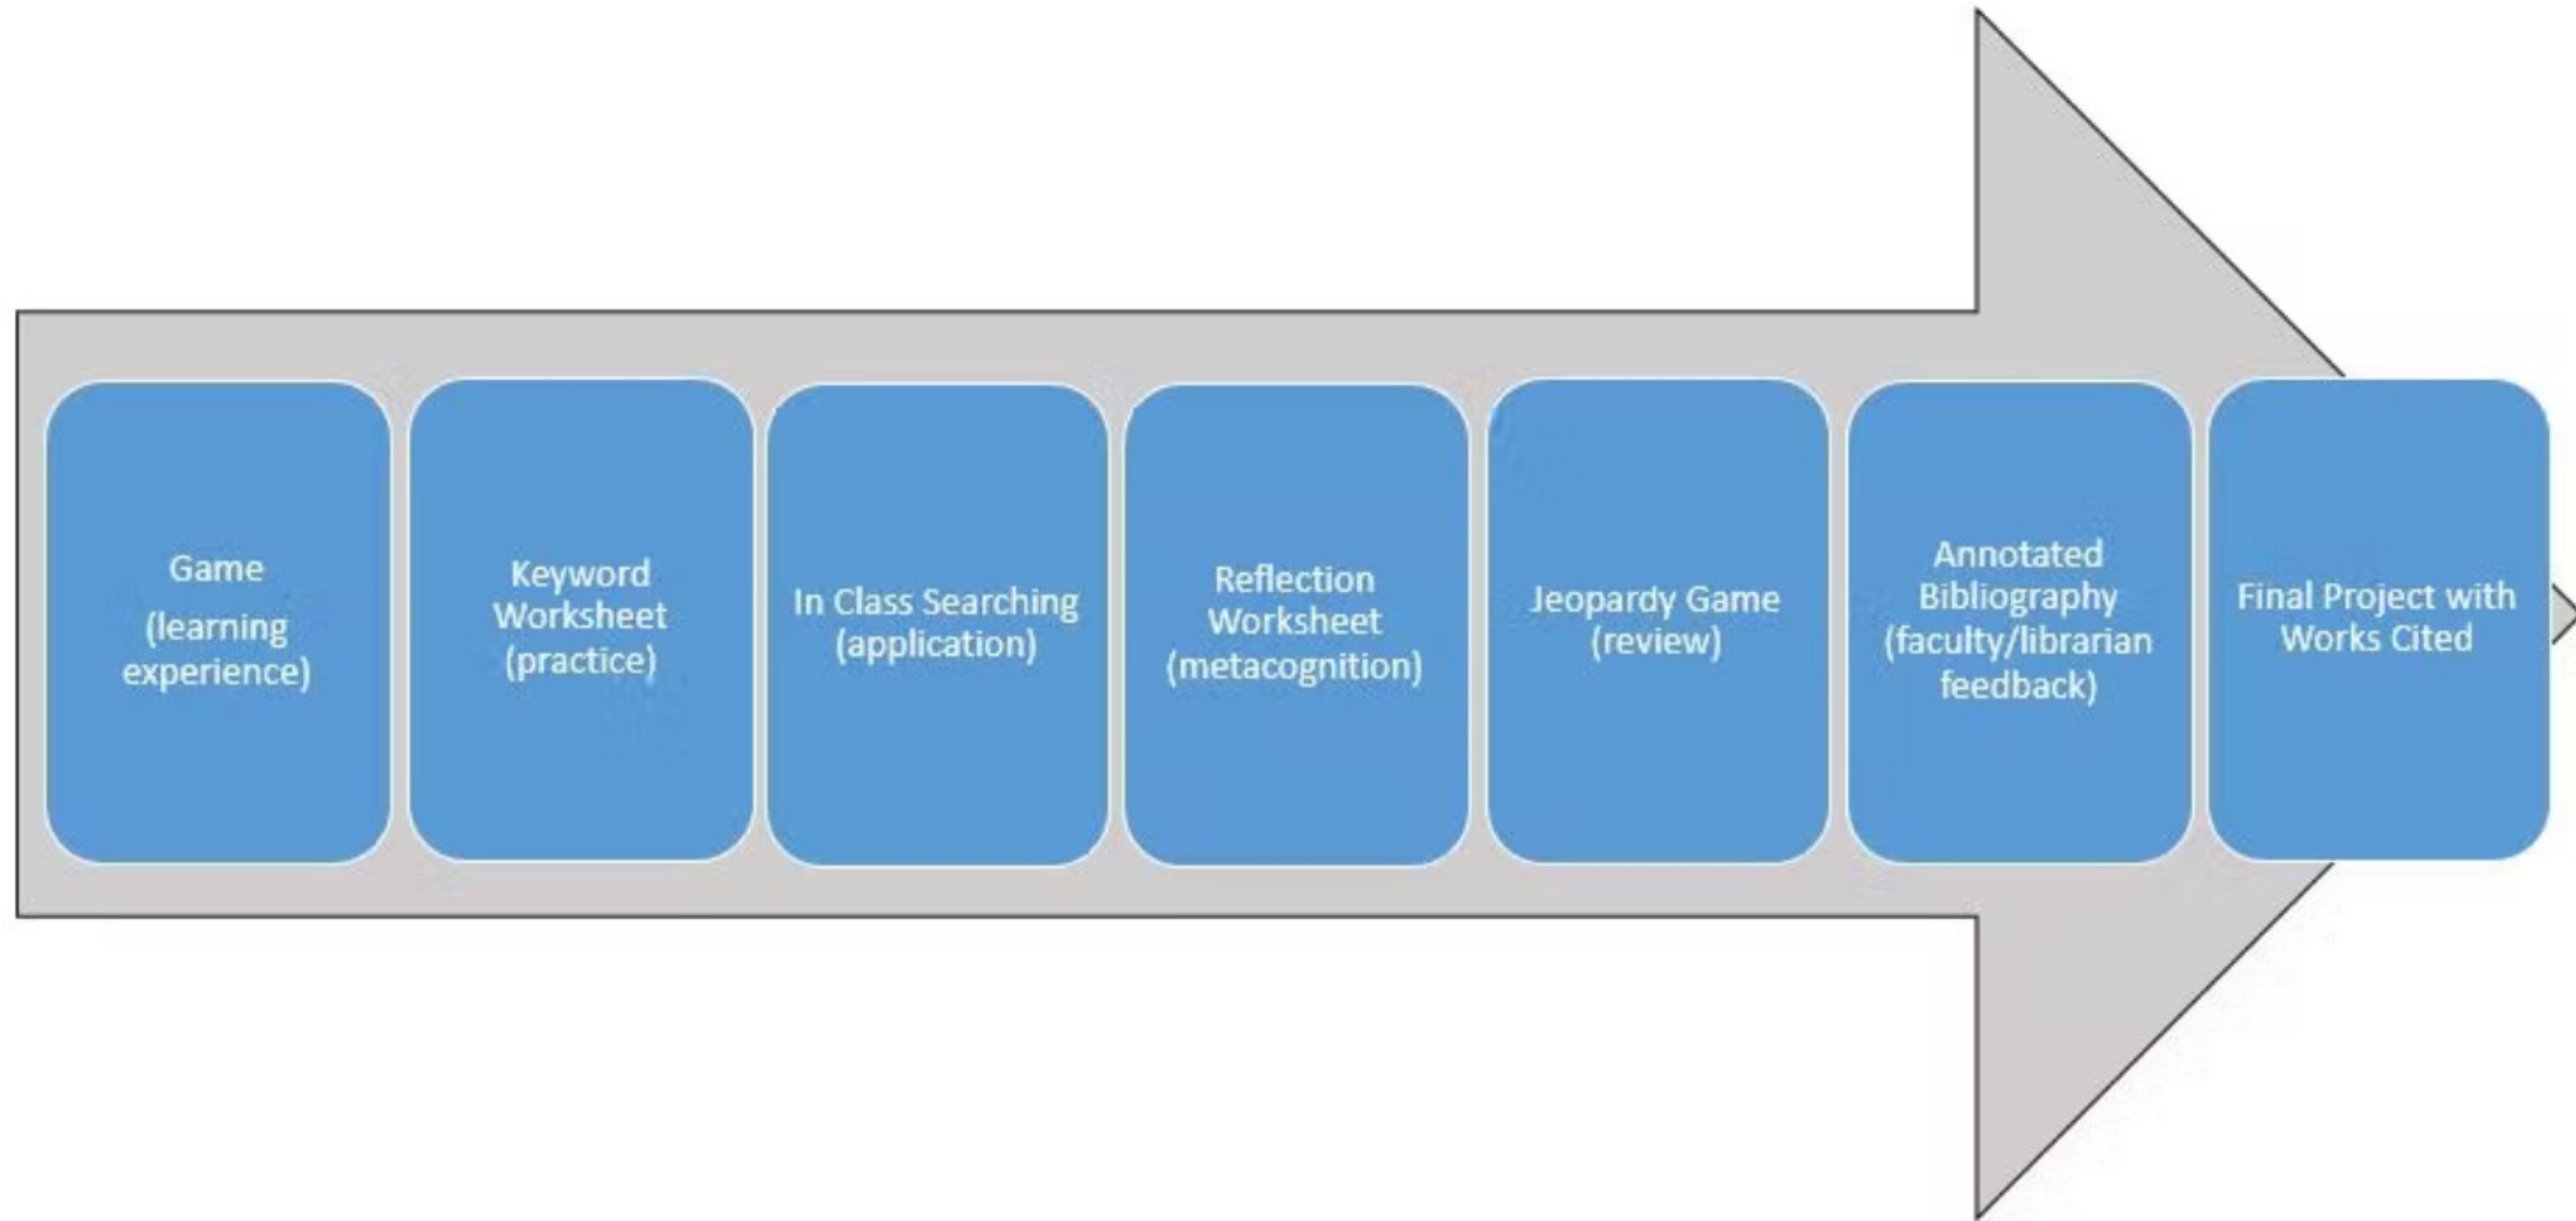 Game
(learning
experience)
Keyword
Worksheet
(practice)
In Class Searching
(application)
Reflection
Worksheet
(metacognition)
Jeopardy Game
(review)
Annotated
Bibliography
(faculty/librarian
feedback)
Final Project with
Works Cited